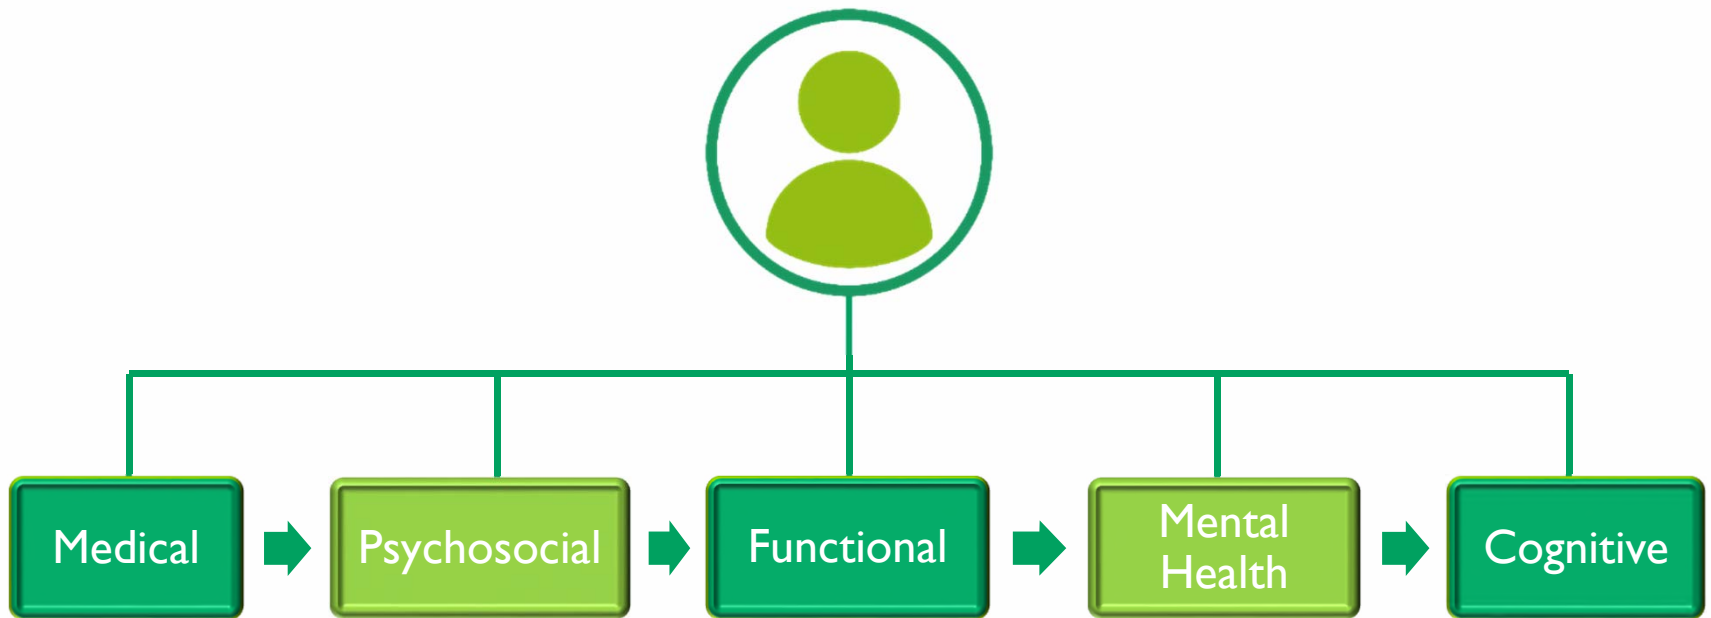 Medical
Psychosocial
Functional
Mental
Health
Cognitive